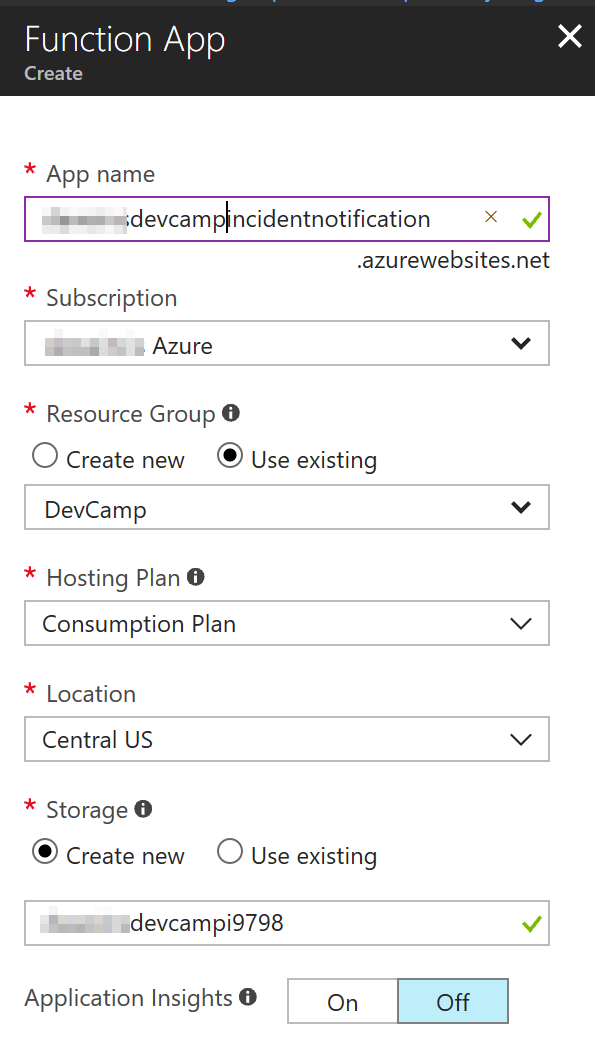 Function App
Create
* App name
sdevcampincidentnotification
.azurewebsites.net
* Subscription
Azure
* Resource Group
Create new Use existing
DevCamp
* Hosting Plan
Consumption Plan
* Location
Central US
* Storage
Create new Use existing
devcampi9798
Application Insights On Off